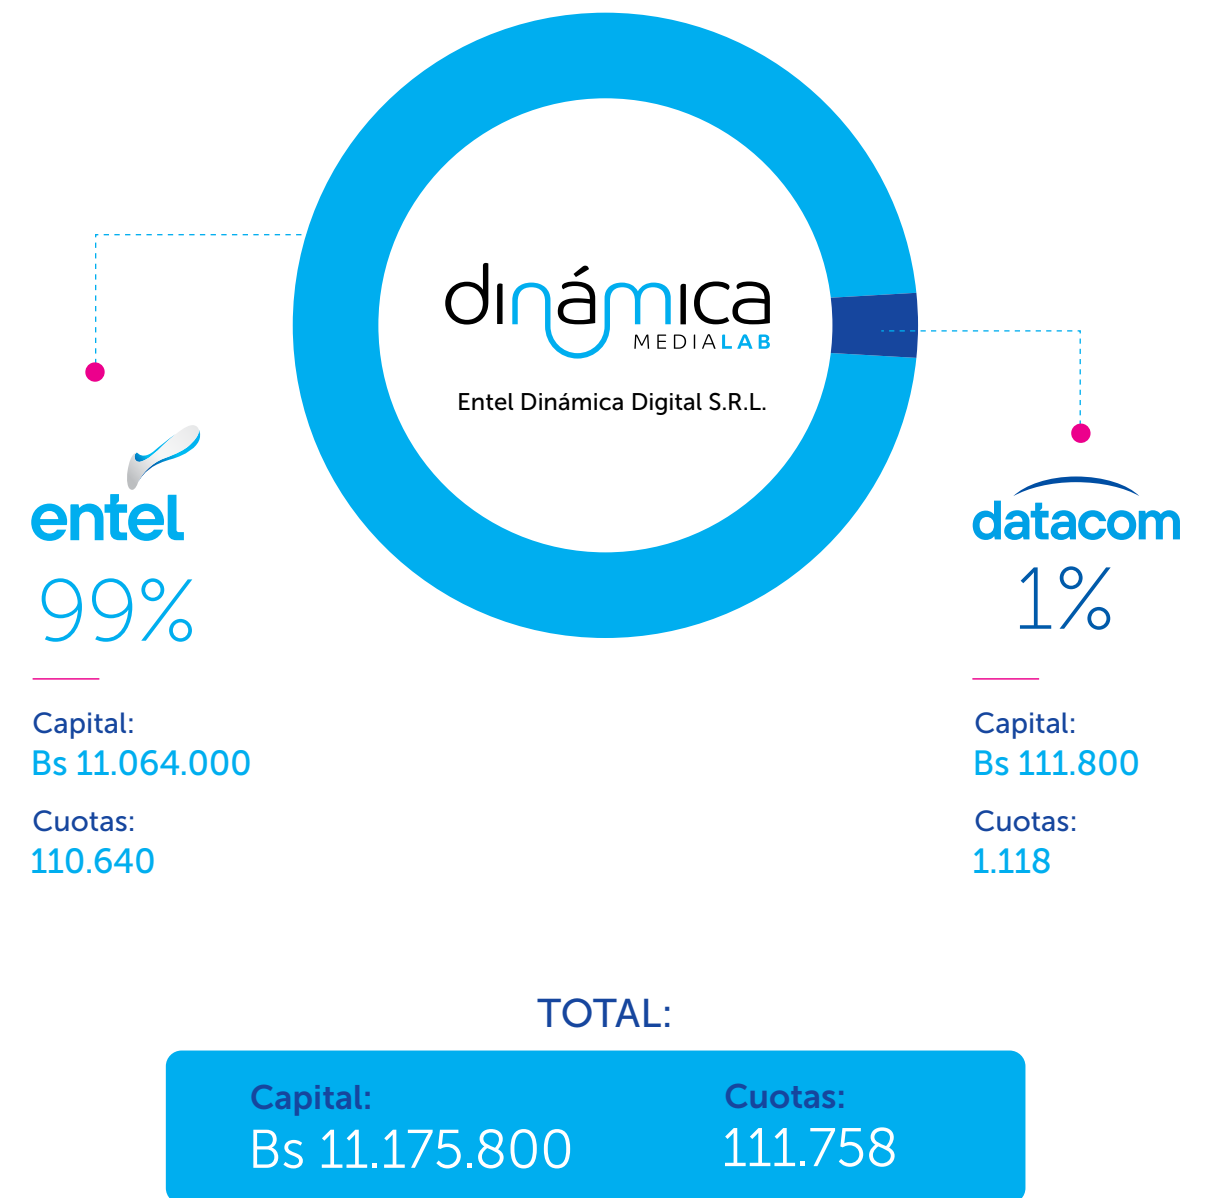 dinámica
MEDIALAB
Entel Dinámica Digital S.R.L.
entel
99%
Capital:
Bs 11.064.000
Cuotas:
110.640
datacom
1%
Capital:
Bs 111.800
Cuotas:
1.118
TOTAL:
Capital:
Bs 11.175.800
Cuotas:
111.758